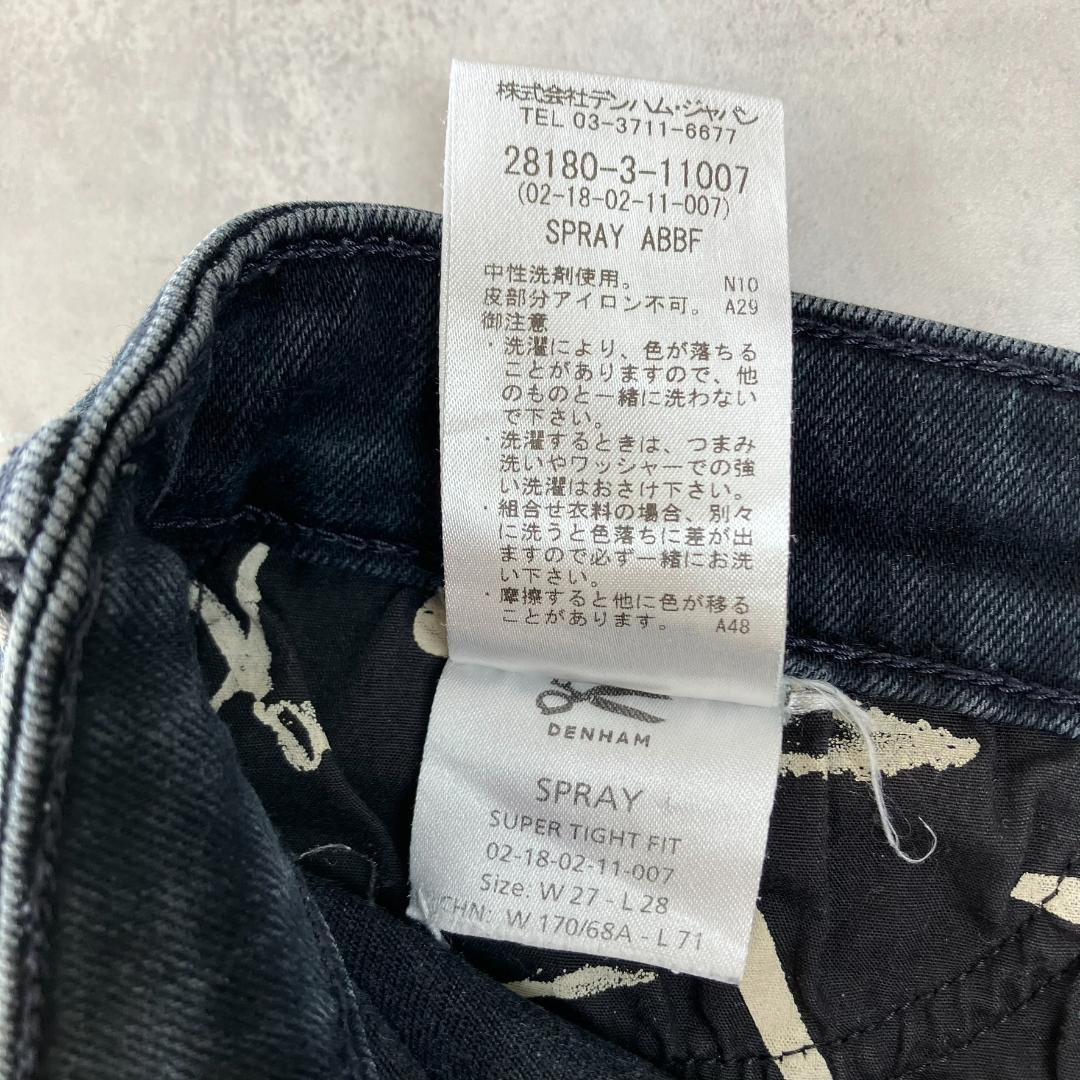 株式会社デンハム・ジャパン
TEL 03-3711-6677
28180-3-11007
(02-18-02-11-007)
SPRAY ABBF
中性洗剤使用。 N10
皮部分アイロン不可。 A29
御注意
・洗濯により、色が落ちる
ことがありますので、他
のものと一緒に洗わない
で下さい。
・洗濯するときは、つまみ
洗いやワッシャーでの強
い洗濯はおさけ下さい。
・組合せ衣料の場合、別々
に洗うと色落ちに差が出
ますので必ず一緒にお洗
い下さい。
・摩擦すると他に色が移る
ことがあります。 A48
DENHAM
SPRAY
SUPER TIGHT FIT
02-18-02-11-007
Size: W 27 - L 28
CHN: W 170/68A - L 71